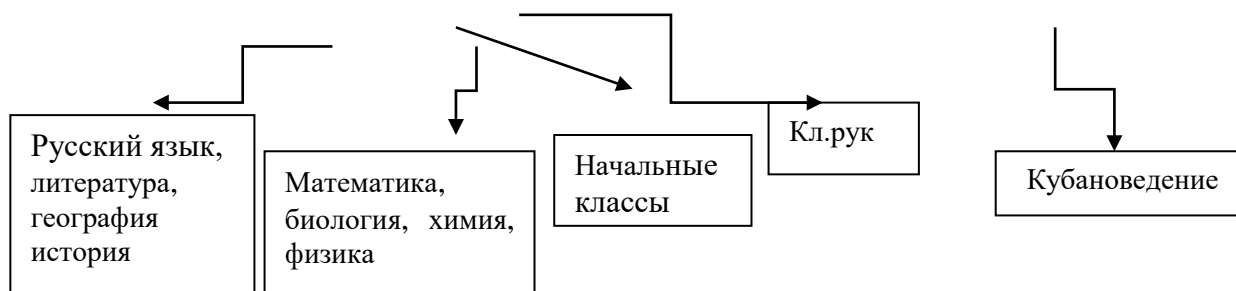 Русский язык,
литература,
география
история
Математика,
биология, химия,
физика
Начальные
классы
Кл.рук
Кубановедение